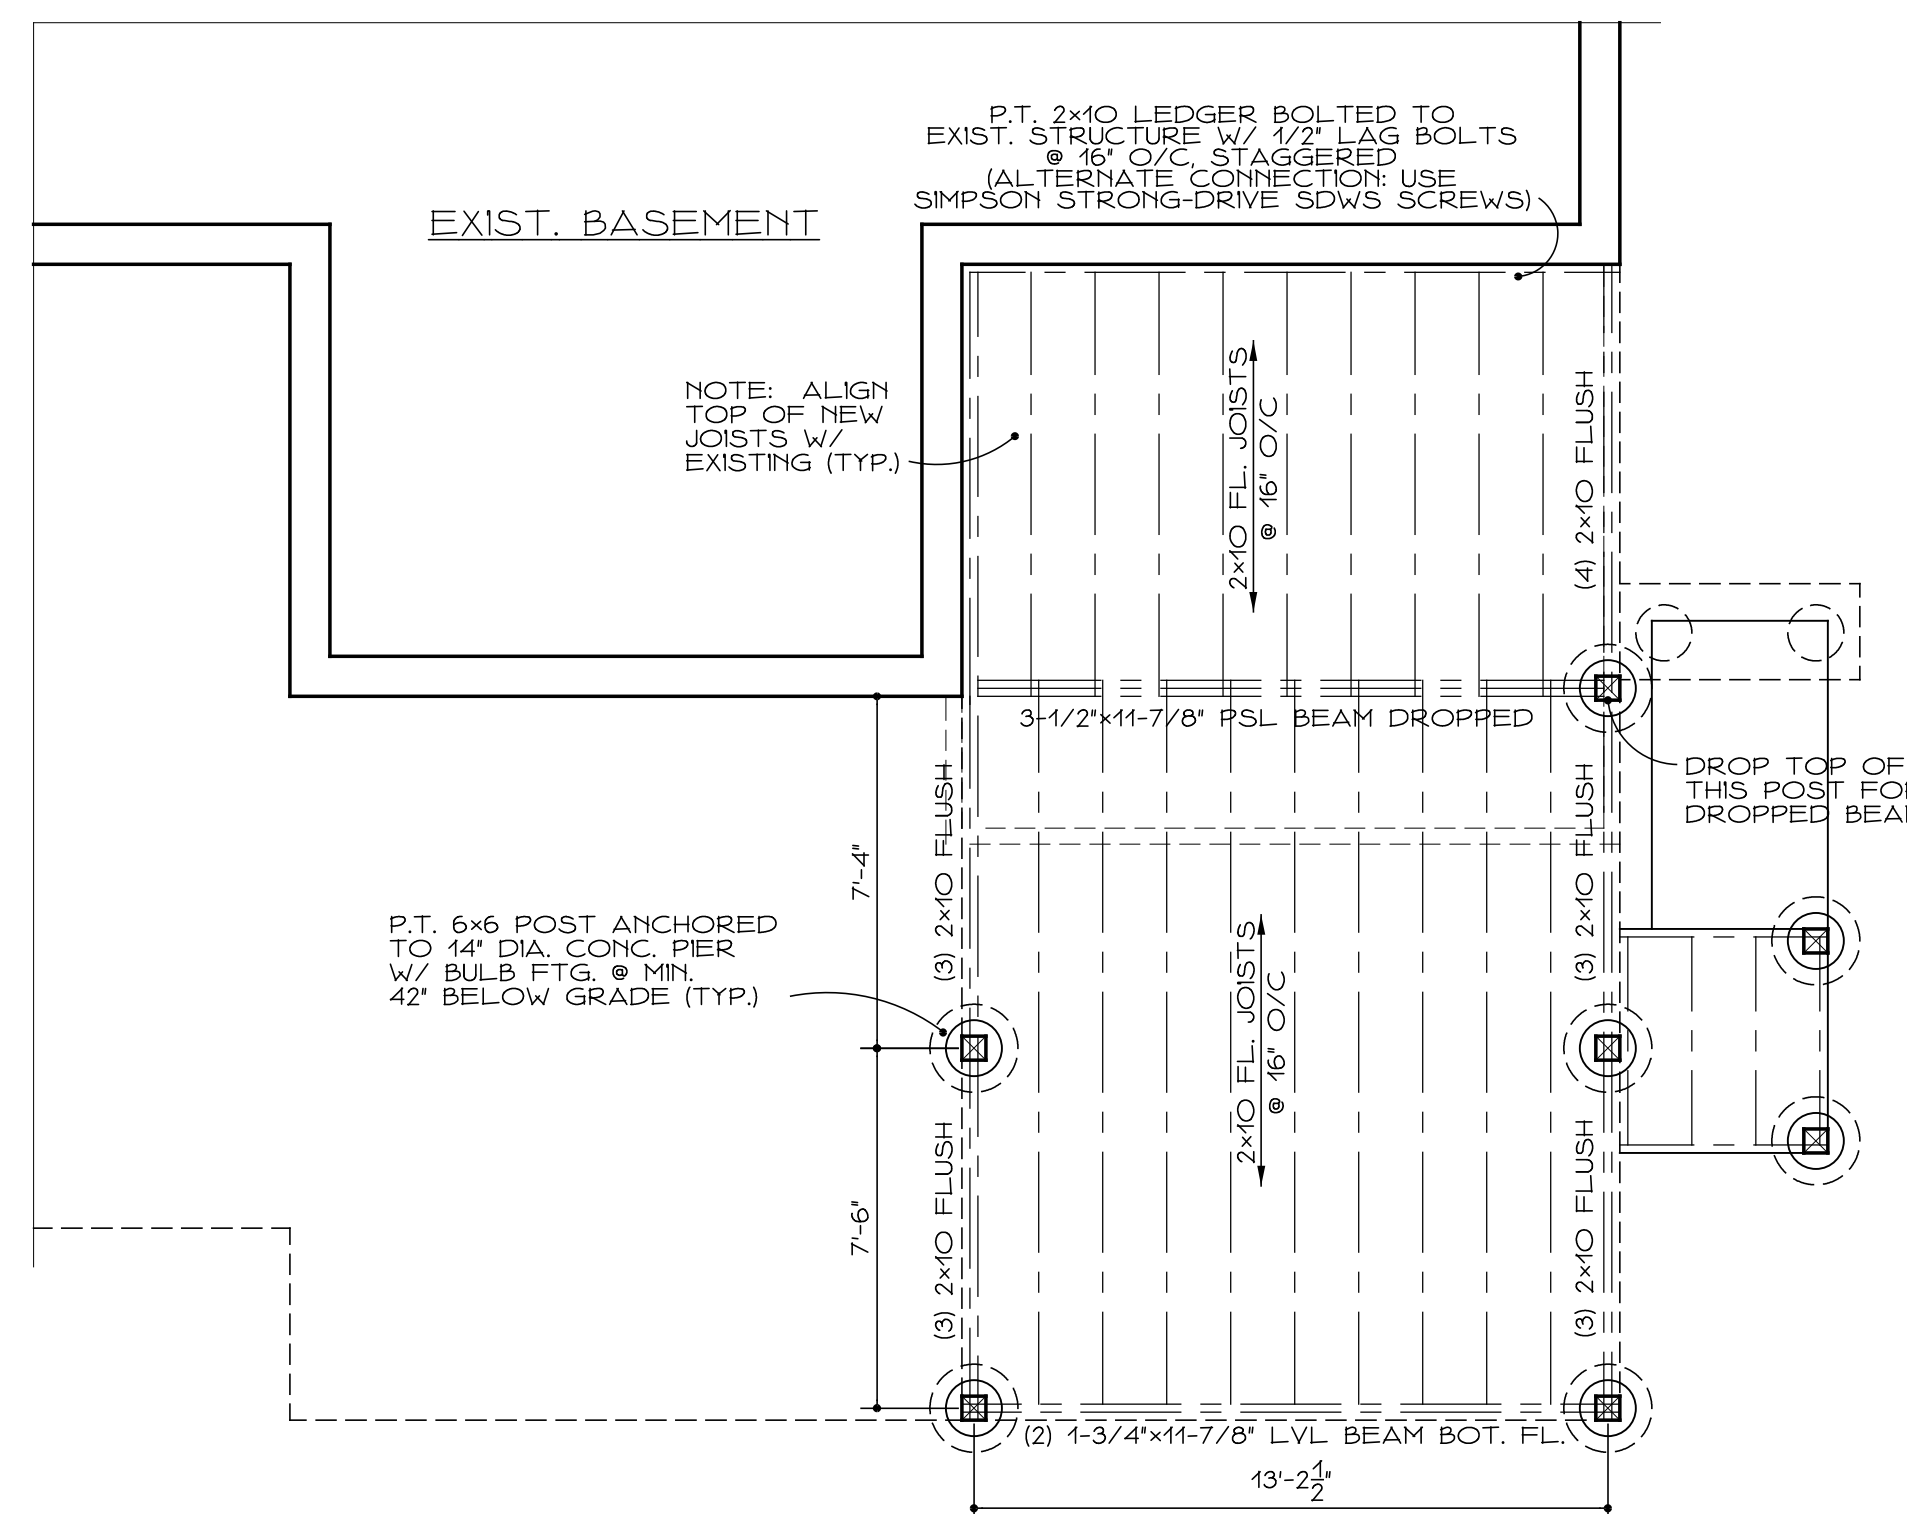 P.T. 2x10 LEDGER BOLTED TO
EXIST. STRUCTURE W/ 1/2" LAG BOLTS
@ 16" O/C, STAGGERED
(ALTERNATE CONNECTION: USE
SIMPSON STRONG-DRIVE SDWS SCREWS)
EXIST. BASEMENT
NOTE: ALIGN
TOP OF NEW
JOISTS W/
EXISTING (TYP.)
2x10 FL. JOISTS
@ 16" O/C
(4) 2x10 FLUSH
3-1/2"x11-7/8" PSL BEAM DROPPED
DROP TOP OF
THIS POST
DROPPED
(3) 2x10 FLUSH
(3) 2x10 FLUSH
7'-4"
P.T. 6x6 POST ANCHORED
TO 14" DIA. CONC. PIER
W/ BULB FTG. @ MIN.
42" BELOW GRADE (TYP.)
2x10 FL. JOISTS
@ 16" O/C
7'-6"
(3) 2x10 FLUSH
(3) 2x10 FLUSH
(2) 1-3/4"x11-7/8" LVL BEAM BOT. FL.
13'-2 1/2"